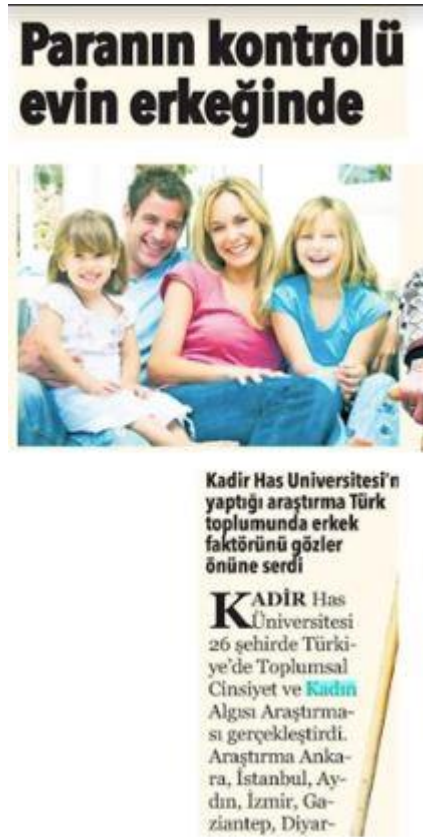 Paranın kontrolü
evin erkeğinde
Kadir Has Universitesi'n
yaptığı araştırma Türk
toplumunda erkek
faktörünü gözler
önüne serdi
KADİR Has
Üniversitesi
26 şehirde Türki-
ye'de Toplumsal
Cinsiyet ve Kadın
Algısı Araştırma-
sı gerçekleştirdi.
Araştırma Anka-
ra, İstanbul, Ay-
dın, İzmir, Ga-
ziantep, Diyar-